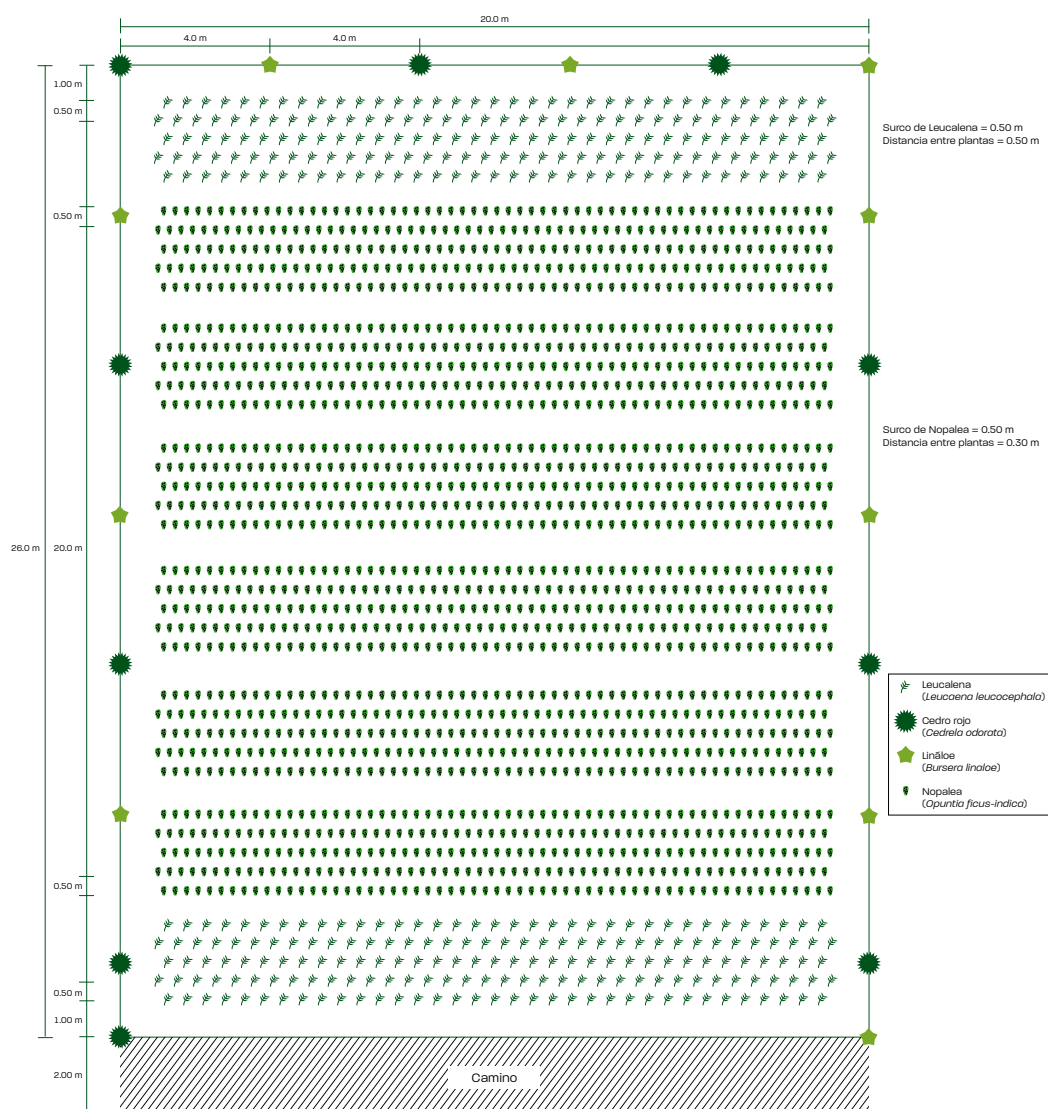 20.0 m
4.0 m
4.0 m
1.00 m
0.50 m
Surco de Leucalena = 0.50 m
Distancia entre plantas = 0.50 m
0.50 m
Surco de Nopalea = 0.50 m
Distancia entre plantas = 0.30 m
26.0 m
20.0 m
Leucalena
(Leucaena leucocephala)
Cedro rojo
(Cedrela odorata)
Lináloe
(Bursera linaloe)
Nopalea
(Opuntia ficus-indica)
0.50 m
0.50 m
1.00 m
2.00 m
Camino